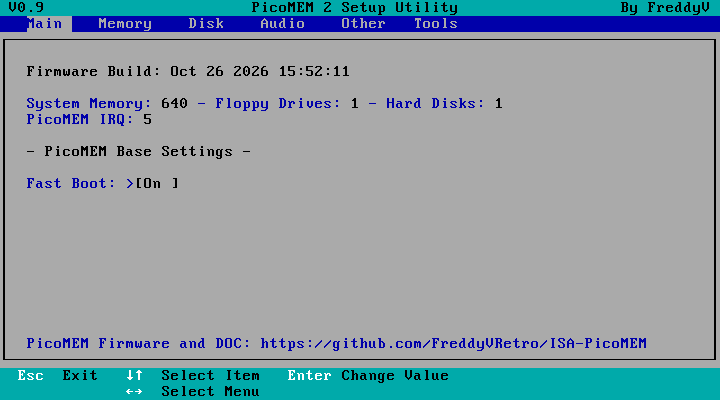 V0.9 PicoMEM 2 Setup Utility By FreddyV
Main Memory Disk Audio Other Tools
Firmware Build: Oct 26 2026 15:52:11
System Memory: 640 - Floppy Drives: 1 - Hard Disks: 1
PicoMEM IRQ: 5
- PicoMEM Base Settings -
Fast Boot: >[On ]
PicoMEM Firmware and DOC: https://github.com/FreddyVRetro/ISA-PicoMEM
Esc Exit ↓↑ Select Item Enter Change Value
←→ Select Menu